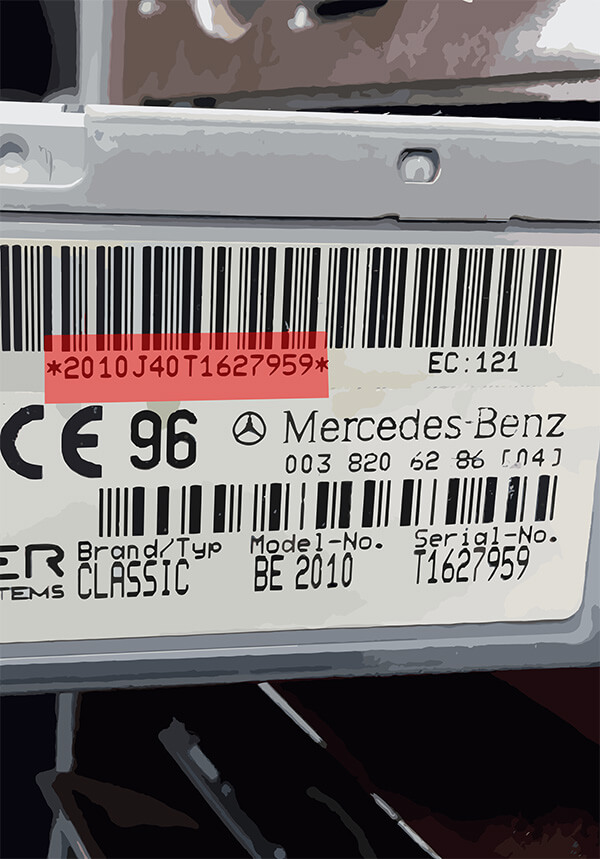 *2010J40T1627959* EC:121
CE 96 Mercedes-Benz
003 820 62 86 [04]
Brand/Typ Model-No. Serial-No.
CLASSIC BE 2010 T1627959